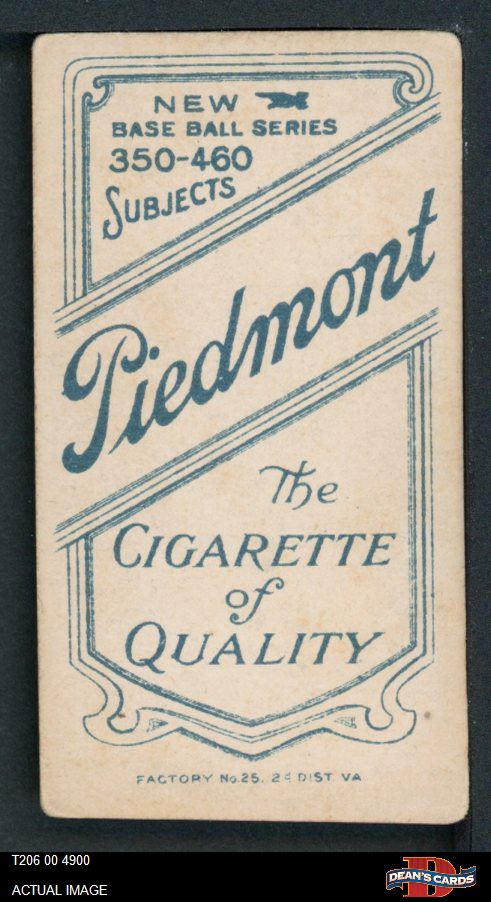 NEW
BASE BALL SERIES
350-460
SUBJECTS
Piedmont
The
CIGARETTE
of
QUALITY
FACTORY No. 25. 2d DIST VA
T206 00 4900
ACTUAL IMAGE
D
DEAN'S CARDS